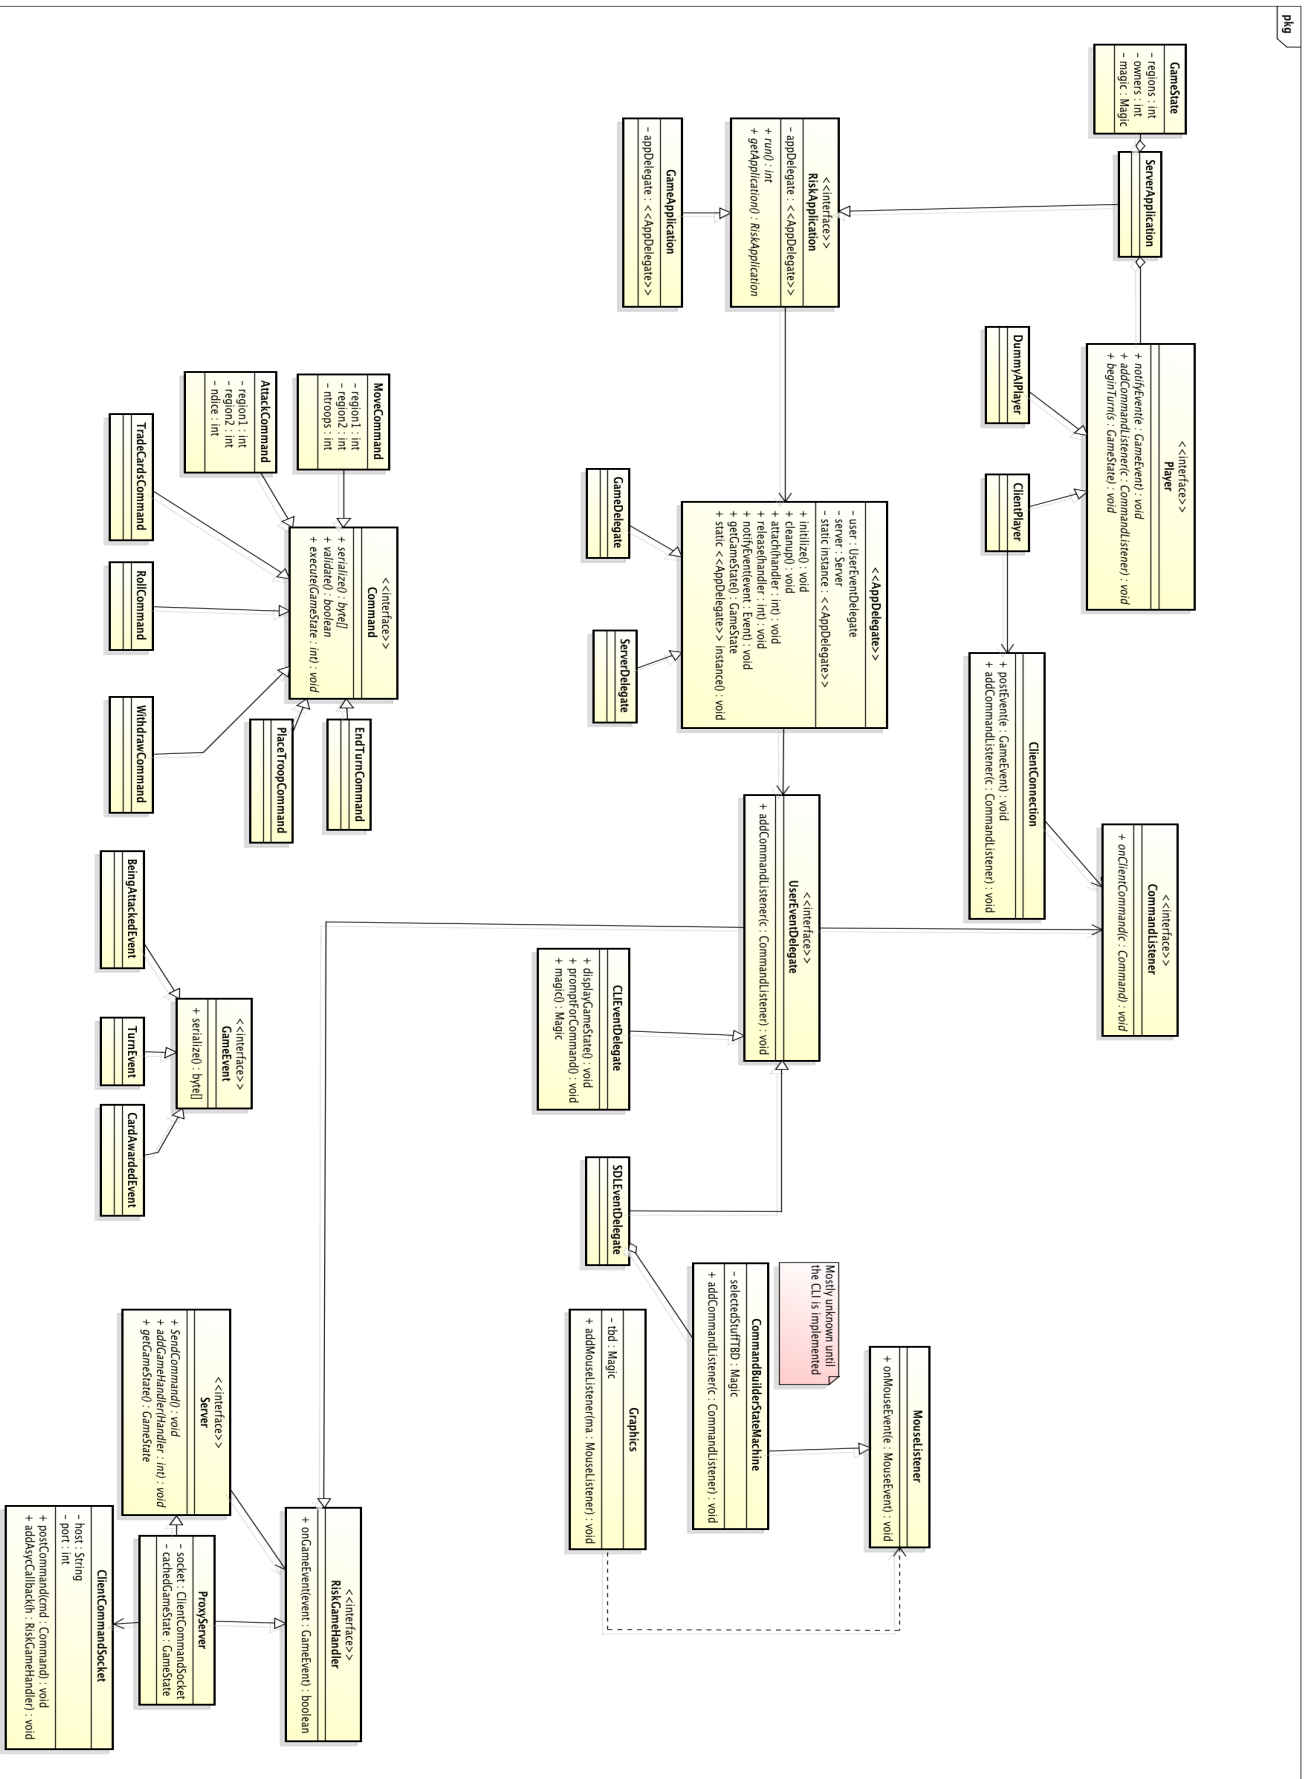 pkg
GameState
- regions : int
- owners : int
- magic : Magic
ServerApplication
<<interface>>
Player
+ notifyEvent(e : GameEvent) : void
+ addCommandListener(c : CommandListener) : void
+ beginTurn(s : GameState) : void
DummyAIPlayer
ClientPlayer
ClientConnection
+ postEvent(e : GameEvent) : void
+ addCommandListener(c : CommandListener) : void
<<interface>>
CommandListener
+ onClientCommand(c : Command) : void
<<interface>>
RiskApplication
- appDelegate : <<AppDelegate>>
+ run() : int
+ getApplication() : RiskApplication
GameApplication
- appDelegate : <<AppDelegate>>
<<AppDelegate>>
- user : UserEventDelegate
- server : Server
- static instance : <<AppDelegate>>
+ initilize() : void
+ cleanup() : void
+ attach(handler : int) : void
+ release(handler : int) : void
+ notifyEvent(event : Event) : void
+ getGameState() : GameState
+ static <<AppDelegate>> instance() : void
GameDelegate
ServerDelegate
<<interface>>
UserEventDelegate
+ addCommandListener(c : CommandListener) : void
CLIEventDelegate
+ displayGameState() : void
+ promptForCommand() : void
+ magic() : Magic
SDLEventDelegate
Mostly unknown until
the CLI is implemented
CommandBuilderStateMachine
- selectedStuffTBD : Magic
+ addCommandListener(c : CommandListener) : void
MouseListener
+ onMouseEvent(e : MouseEvent) : void
Graphics
- tbd : Magic
+ addMouseListener(ma : MouseListener) : void
MoveCommand
- region1 : int
- region2 : int
- ntroops : int
AttackCommand
- region1 : int
- region2 : int
- ndice : int
TradeCardsCommand
RollCommand
WithdrawCommand
<<interface>>
Command
+ serialize() : byte[]
+ validate() : boolean
+ execute(GameState : int) : void
EndTurnCommand
PlaceTroopCommand
BeingAttackedEvent
TurnEvent
CardAwardedEvent
<<interface>>
GameEvent
+ serialize() : byte[]
<<interface>>
Server
+ SendCommand() : void
+ addGameHandler(Handler : int) : void
+ getGameState() : GameState
<<interface>>
RiskGameHandler
+ onGameEvent(event : GameEvent) : boolean
ProxyServer
- socket : ClientCommandSocket
- cachedGameState : GameState
ClientCommandSocket
- host : String
- port : int
+ postCommand(cmd : Command) : void
+ addAsycCallback(h : RiskGameHandler) : void